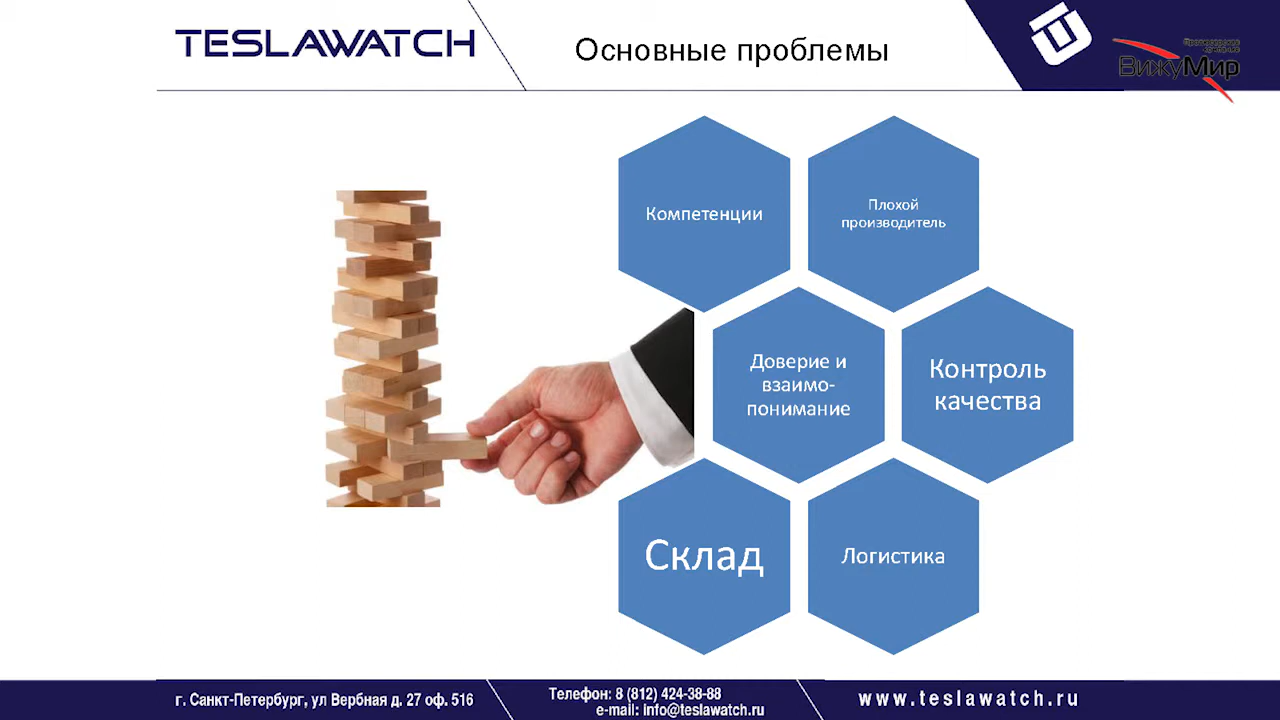 TESLAWATCH
Основные проблемы
ВижуМир
Компетенции
Плохой
производитель
Доверие и
взаимо-
понимание
Контроль
качества
Склад
Логистика
г. Санкт-Петербург, ул Вербная д. 27 оф. 516
Телефон: 8 (812) 424-38-88
e-mail: info@teslawatch.ru
www.teslawatch.ru